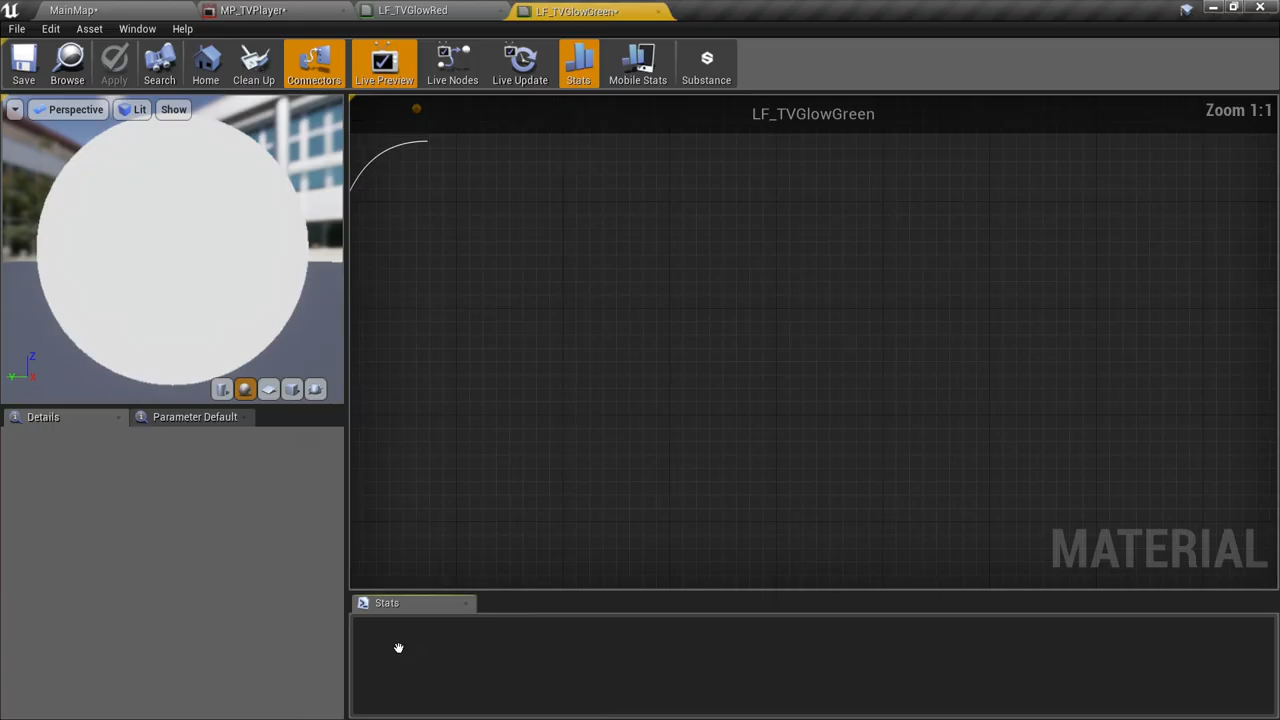 MainMap*
MP_TVPlayer*
LF_TVGlowRed
LF_TVGlowGreen*
File Edit Asset Window Help
Save Browse Apply Search Home Clean Up Connectors Live Preview Live Nodes Live Update Stats Mobile Stats Substance
Perspective Lit Show
LF_TVGlowGreen
Zoom 1:1
Z
Y X
Details
Parameter Default
MATERIAL
Stats